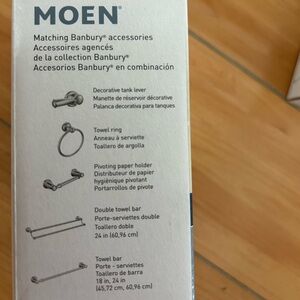 MOEN®
Matching Banbury® accessories
Accessoires agencés
de la collection Banbury®
Accesorios Banbury® en combinación
Decorative tank lever
Manette de réservoir décorative
Palanca decorativa para tanques
Towel ring
Anneau à serviette
Toallero de argolla
Pivoting paper holder
Distributeur de papier
hygiénique pivotant
Portarrollos de pivote
Double towel bar
Porte-serviettes double
Toallero doble
24 in (60,96 cm)
Towel bar
Porte - serviettes
Toallero de barra
18 in, 24 in
(45,72 cm, 60,96 cm)